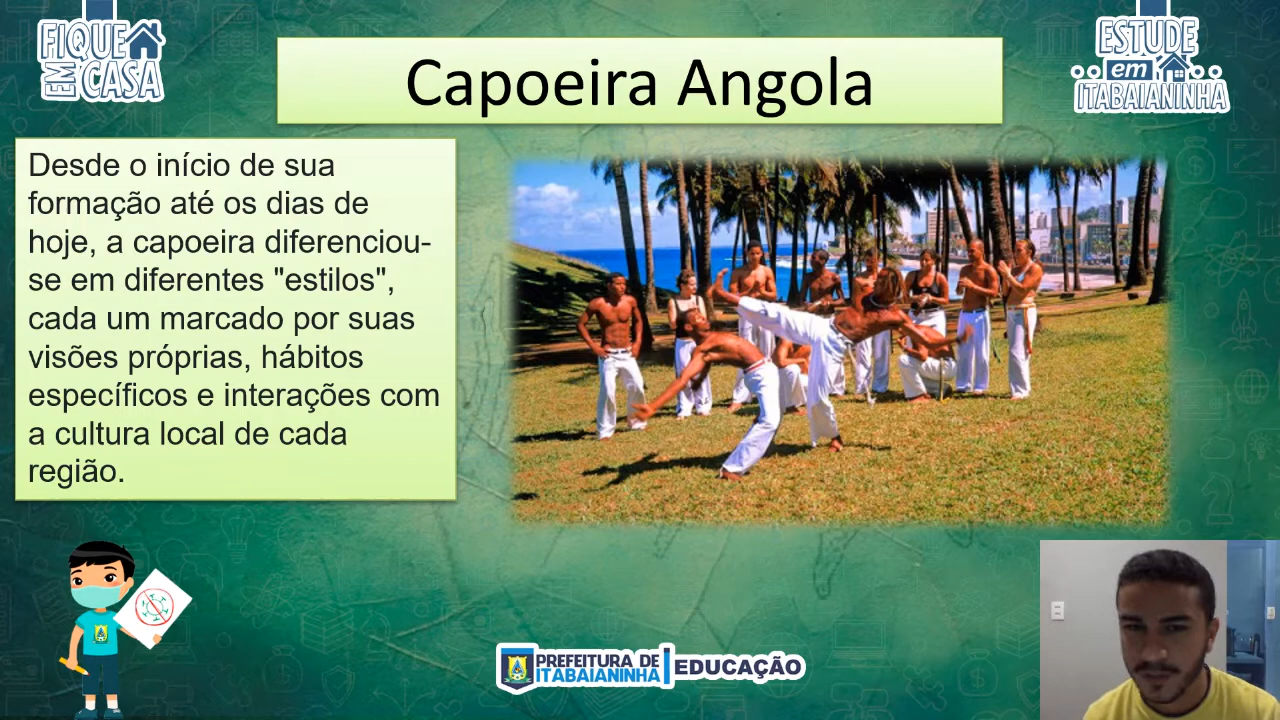 FIQUE
EM CASA
ESTUDE
em
ITABAIANINHA
Capoeira Angola
Desde o início de sua
formação até os dias de
hoje, a capoeira diferenciou-
se em diferentes "estilos",
cada um marcado por suas
visões próprias, hábitos
específicos e interações com
a cultura local de cada
região.
PREFEITURA DE
ITABAIANINHA
EDUCAÇÃO